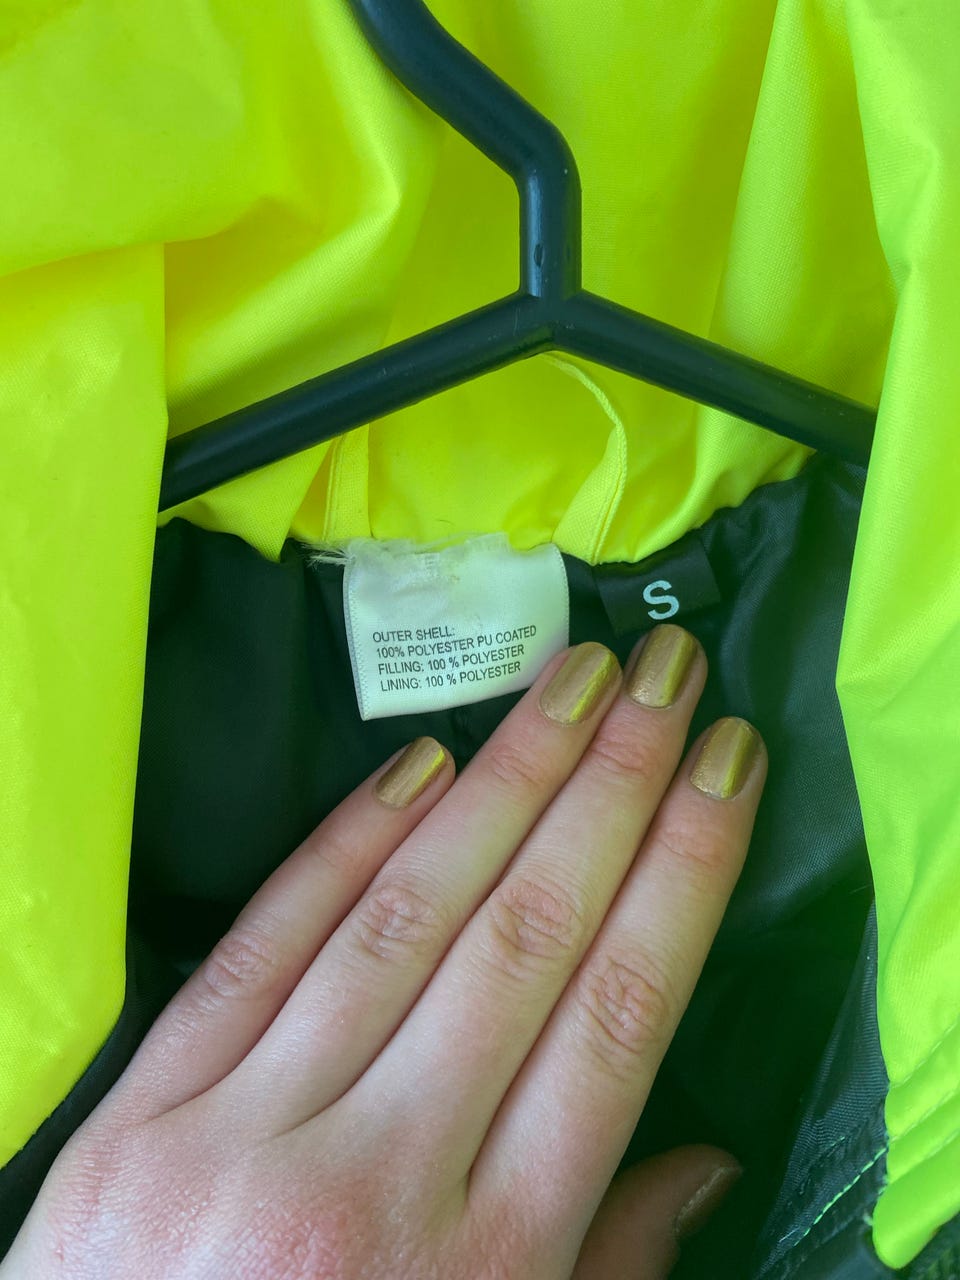 OUTER SHELL:
100% POLYESTER PU COATED
FILLING: 100 % POLYESTER
LINING: 100 % POLYESTER
S